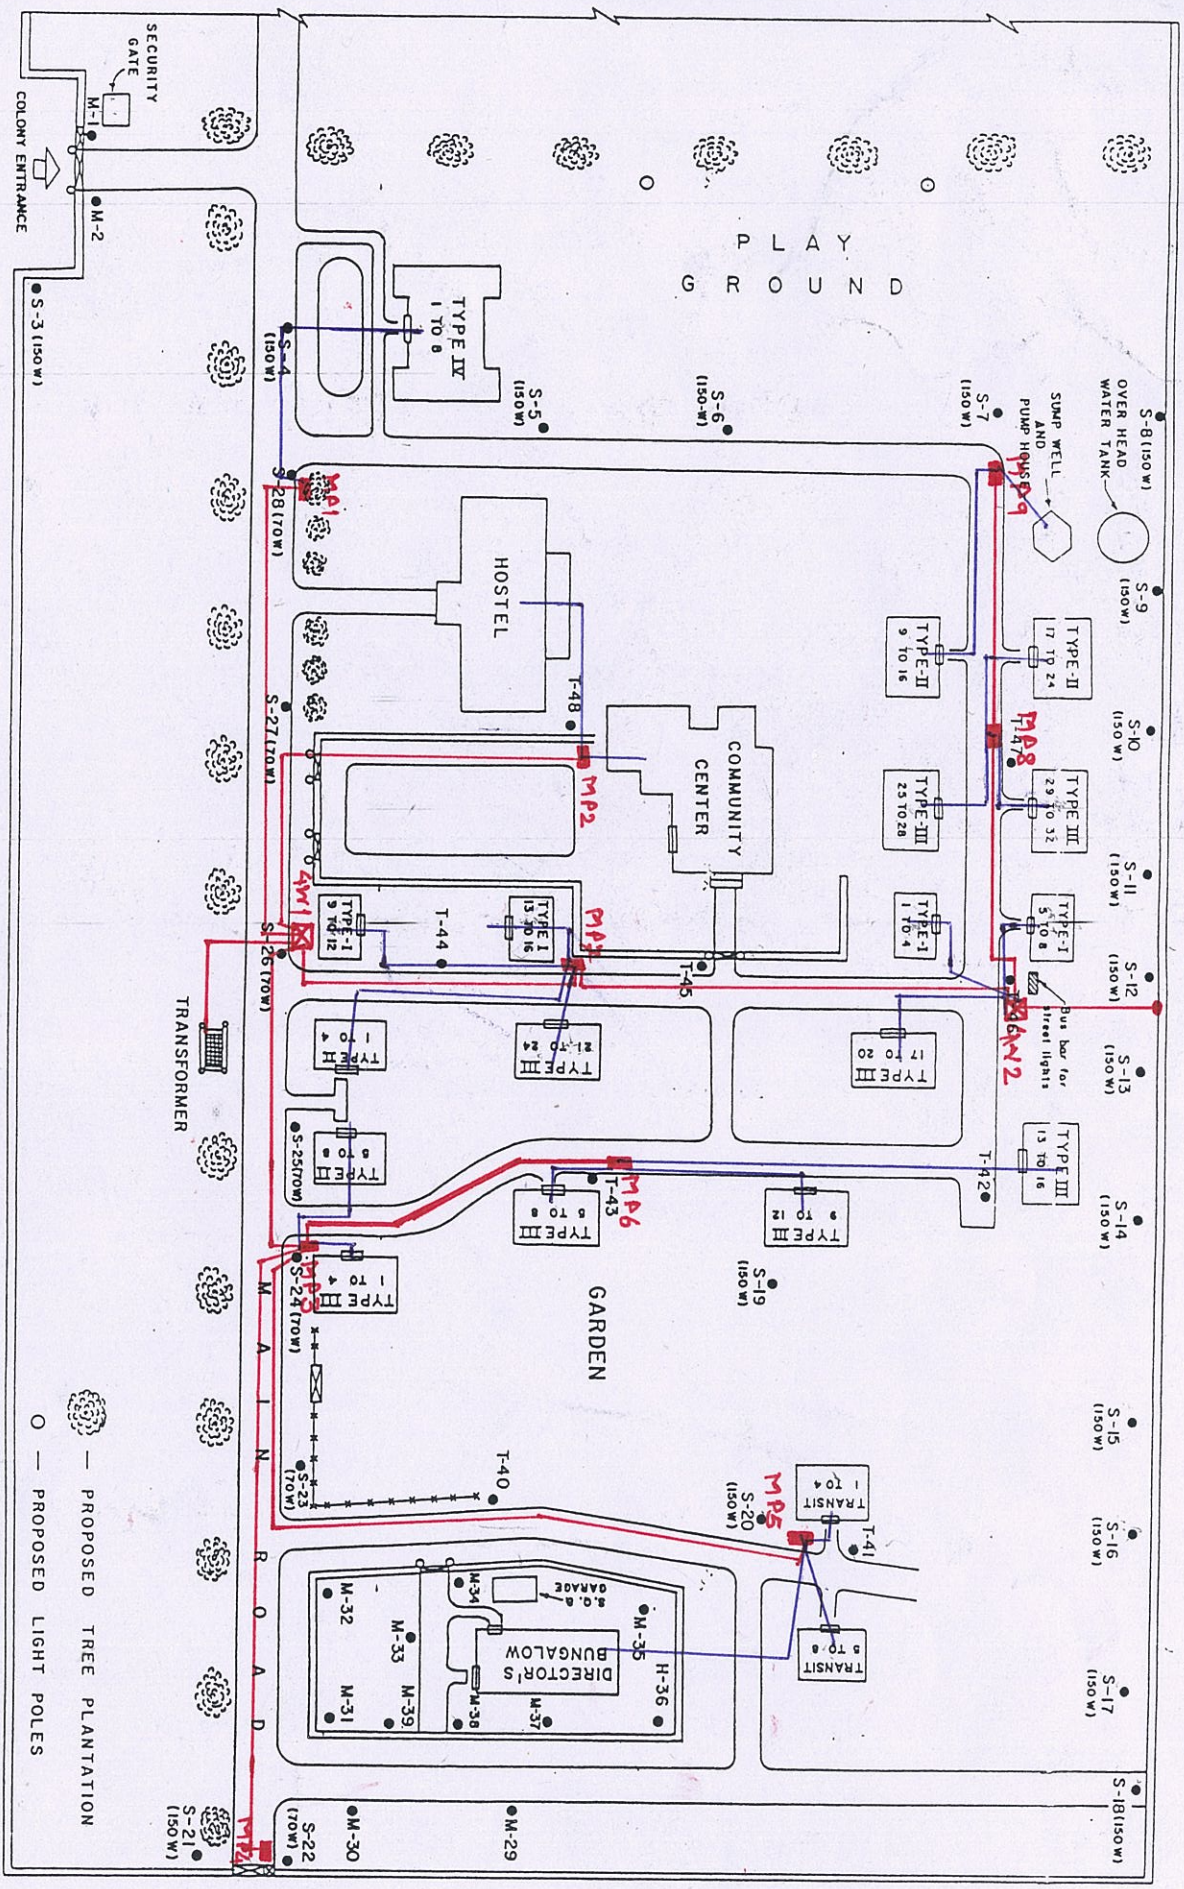 SECURITY
GATE
M-1
COLONY ENTRANCE
M-2
S-3 (150W)
PLAY
GROUND
TYPE IV
1 TO 8
S-4
(150W)
S-5
(150W)
S-6
(150-W)
S-7
(150W)
SUMP WELL
AND
PUMP HOUSE
OVER HEAD
WATER TANK
S-8 (150W)
MP9
MP1
S-28 (70W)
HOSTEL
S-9
(150W)
TYPE-II
9 TO 16
TYPE-II
17 TO 24
S-27 (70W)
T-48
MP2
COMMUNITY
CENTER
MP8
T-47
S-10
(150W)
TYPE-III
25 TO 28
TYPE III
29 TO 32
S-11
(150W)
4W1
TYPE-I
9 TO 12
T-44
TYPE I
13 TO 16
MP7
T-45
TYPE-I
1 TO 4
TYPE-I
5 TO 8
S-12
(150W)
S-26 (70W)
T-46
4W2
Bus bar for
street lights
TRANSFORMER
TYPE II
1 TO 4
TYPE III
21 TO 24
TYPE III
17 TO 20
S-13
(150W)
S-25 (70W)
TYPE II
5 TO 8
MP6
T-43
TYPE III
5 TO 8
TYPE III
9 TO 12
T-42
TYPE III
13 TO 16
S-14
(150W)
MP3
S-24 (70W)
TYPE III
1 TO 4
S-19
(150W)
GARDEN
MAIN ROAD
S-15
(150W)
S-23
(70W)
T-40
MP5
S-20
(150W)
TRANSIT
1 TO 4
T-41
S-16
(150W)
M-32
M-34
S.Q.&
GARAGE
M-35
M-33
DIRECTOR'S
BUNGALOW
TRANSIT
5 TO 8
H-36
M-31
M-39
M-38
M-37
S-17
(150W)
S-18 (150W)
S-21
(150W)
MP4
S-22
(70W)
M-30
M-29
— PROPOSED TREE PLANTATION
O — PROPOSED LIGHT POLES